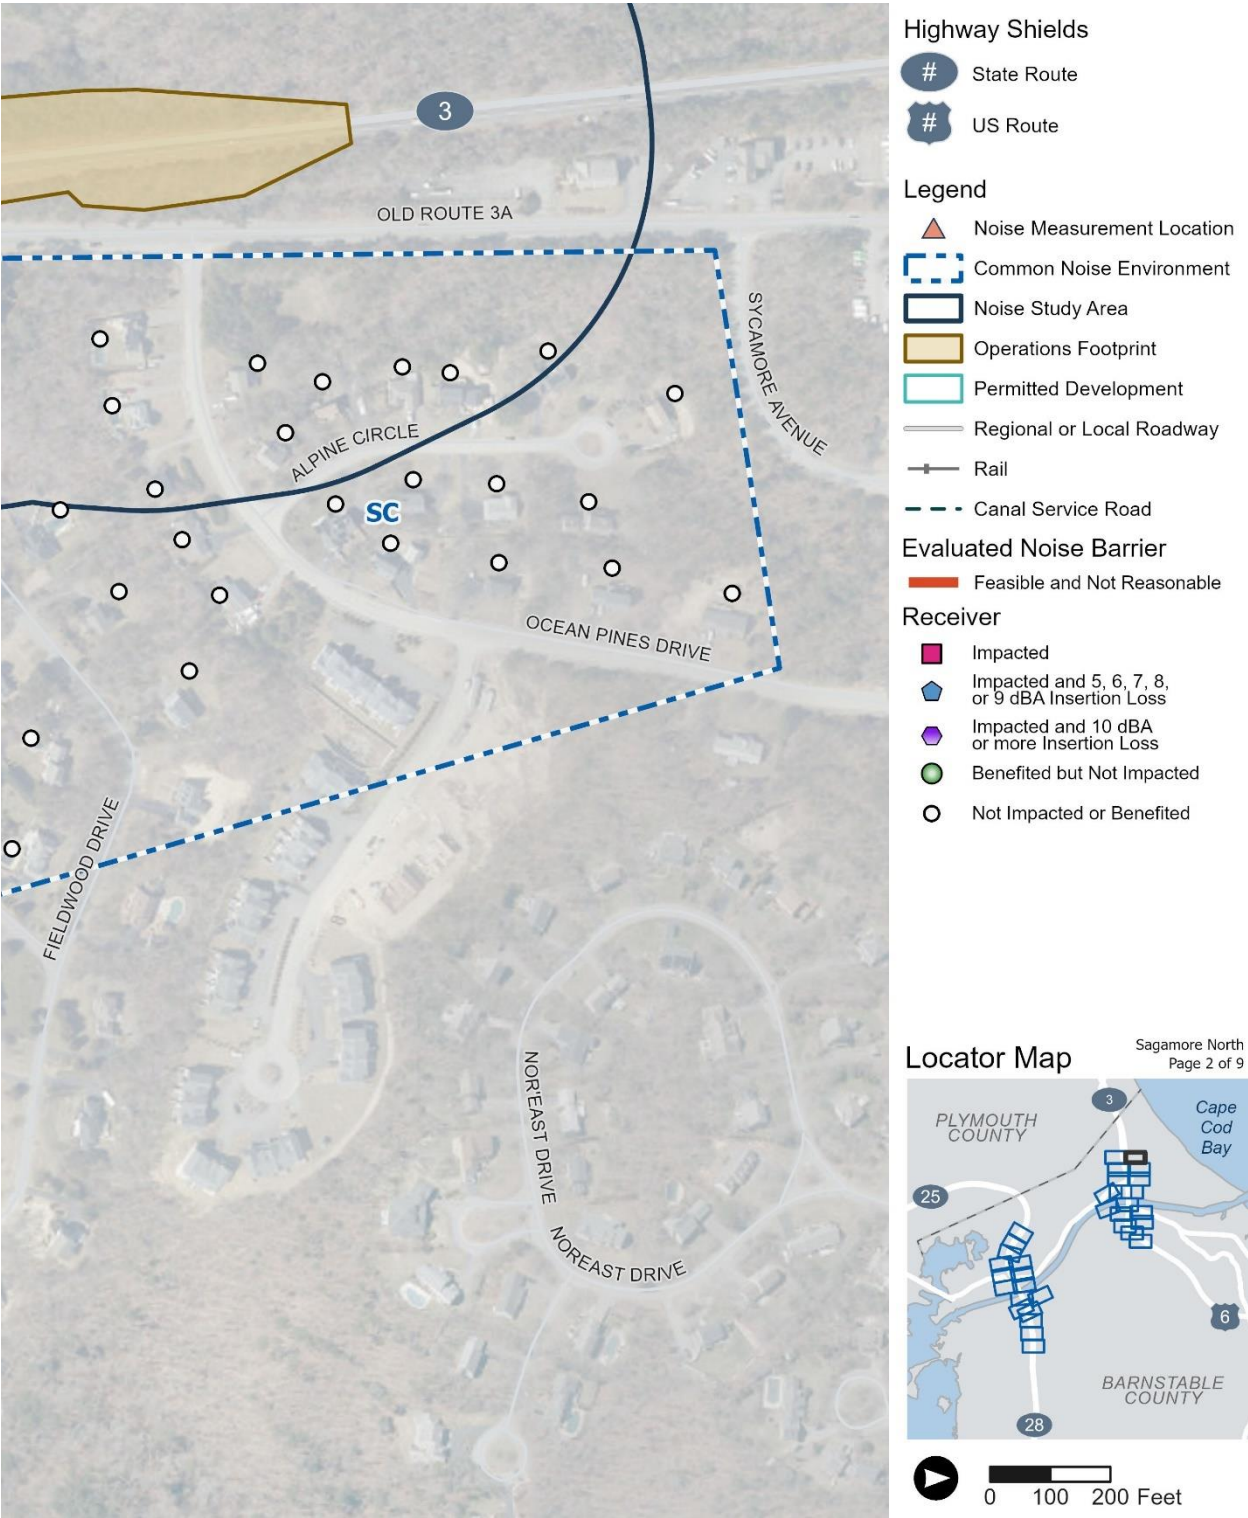 3
OLD ROUTE 3A
SYCAMORE AVENUE
ALPINE CIRCLE
SC
OCEAN PINES DRIVE
FIELDWOOD DRIVE
NOR'EAST DRIVE
NOREAST DRIVE
Highway Shields
# State Route
# US Route
Legend
Noise Measurement Location
Common Noise Environment
Noise Study Area
Operations Footprint
Permitted Development
Regional or Local Roadway
Rail
Canal Service Road
Evaluated Noise Barrier
Feasible and Not Reasonable
Receiver
Impacted
Impacted and 5, 6, 7, 8,
or 9 dBA Insertion Loss
Impacted and 10 dBA
or more Insertion Loss
Benefited but Not Impacted
Not Impacted or Benefited
Locator Map
Sagamore North
Page 2 of 9
3
PLYMOUTH
COUNTY
Cape
Cod
Bay
25
6
BARNSTABLE
COUNTY
28
0 100 200 Feet